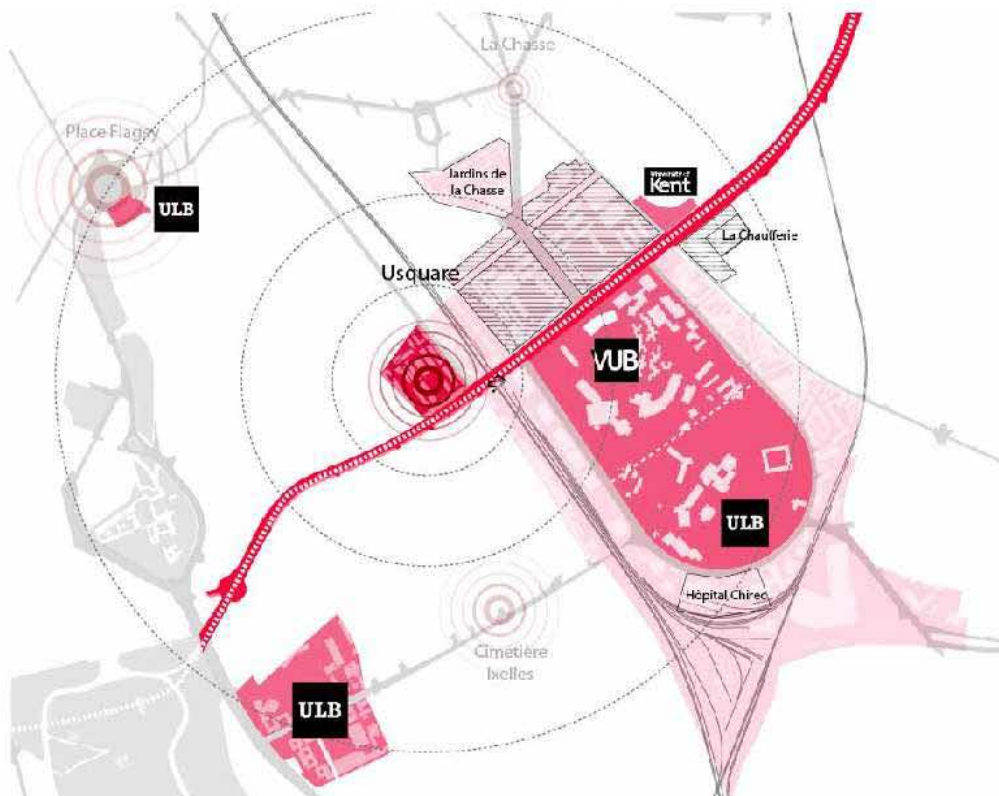 La Chasse
Place Flagey
ULB
Jardins de
la Chasse
University of
Kent
La Chaufferie
Usquare
VUB
ULB
Hôpital Chirec
Cimetière
Ixelles
ULB